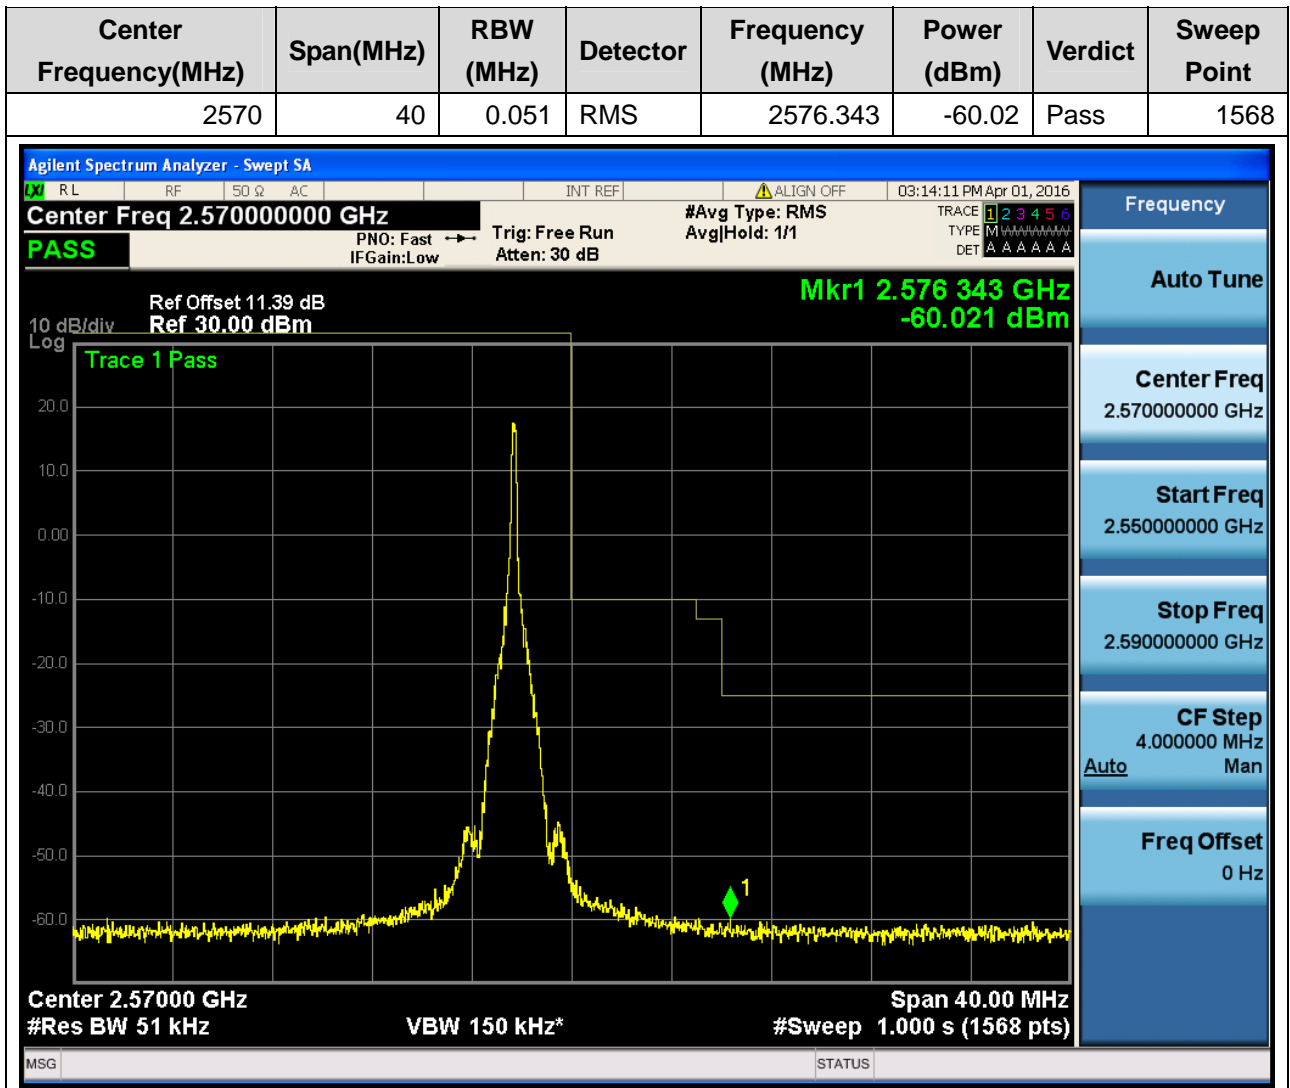 Center Frequency(MHz) Span(MHz) RBW (MHz) Detector Frequency (MHz) Power (dBm) Verdict Sweep Point
2570 40 0.051 RMS 2576.343 -60.02 Pass 1568
Agilent Spectrum Analyzer - Swept SA
LXI RL RF 50 Ω AC INT REF ALIGN OFF 03:14:11 PM Apr 01, 2016
Center Freq 2.570000000 GHz
PASS
PNO: Fast
IFGain:Low
Trig: Free Run
Atten: 30 dB
#Avg Type: RMS
Avg|Hold: 1/1
TRACE 1 2 3 4 5 6
TYPE M
DET A A A A A A
Mkr1 2.576 343 GHz
-60.021 dBm
Ref Offset 11.39 dB
10 dB/div Ref 30.00 dBm
Log
Trace 1 Pass
20.0
10.0
0.00
-10.0
-20.0
-30.0
-40.0
-50.0
-60.0
1
Center 2.57000 GHz Span 40.00 MHz
#Res BW 51 kHz VBW 150 kHz* #Sweep 1.000 s (1568 pts)
MSG STATUS
Frequency
Auto Tune
Center Freq
2.570000000 GHz
Start Freq
2.550000000 GHz
Stop Freq
2.590000000 GHz
CF Step
4.000000 MHz
Auto Man
Freq Offset
0 Hz